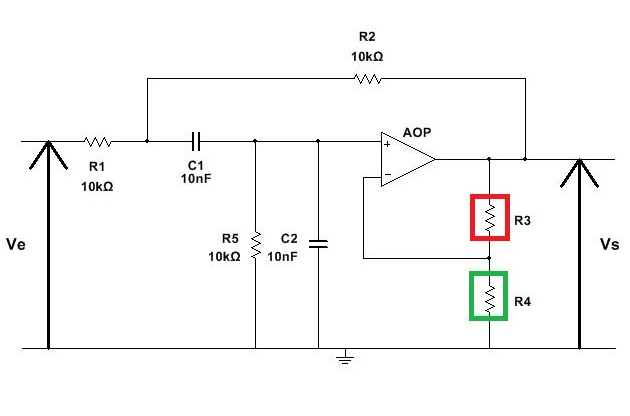 R2
10kΩ
AOP
+
R1
10kΩ
C1
10nF
−
R3
Ve
R5
10kΩ
C2
10nF
Vs
R4